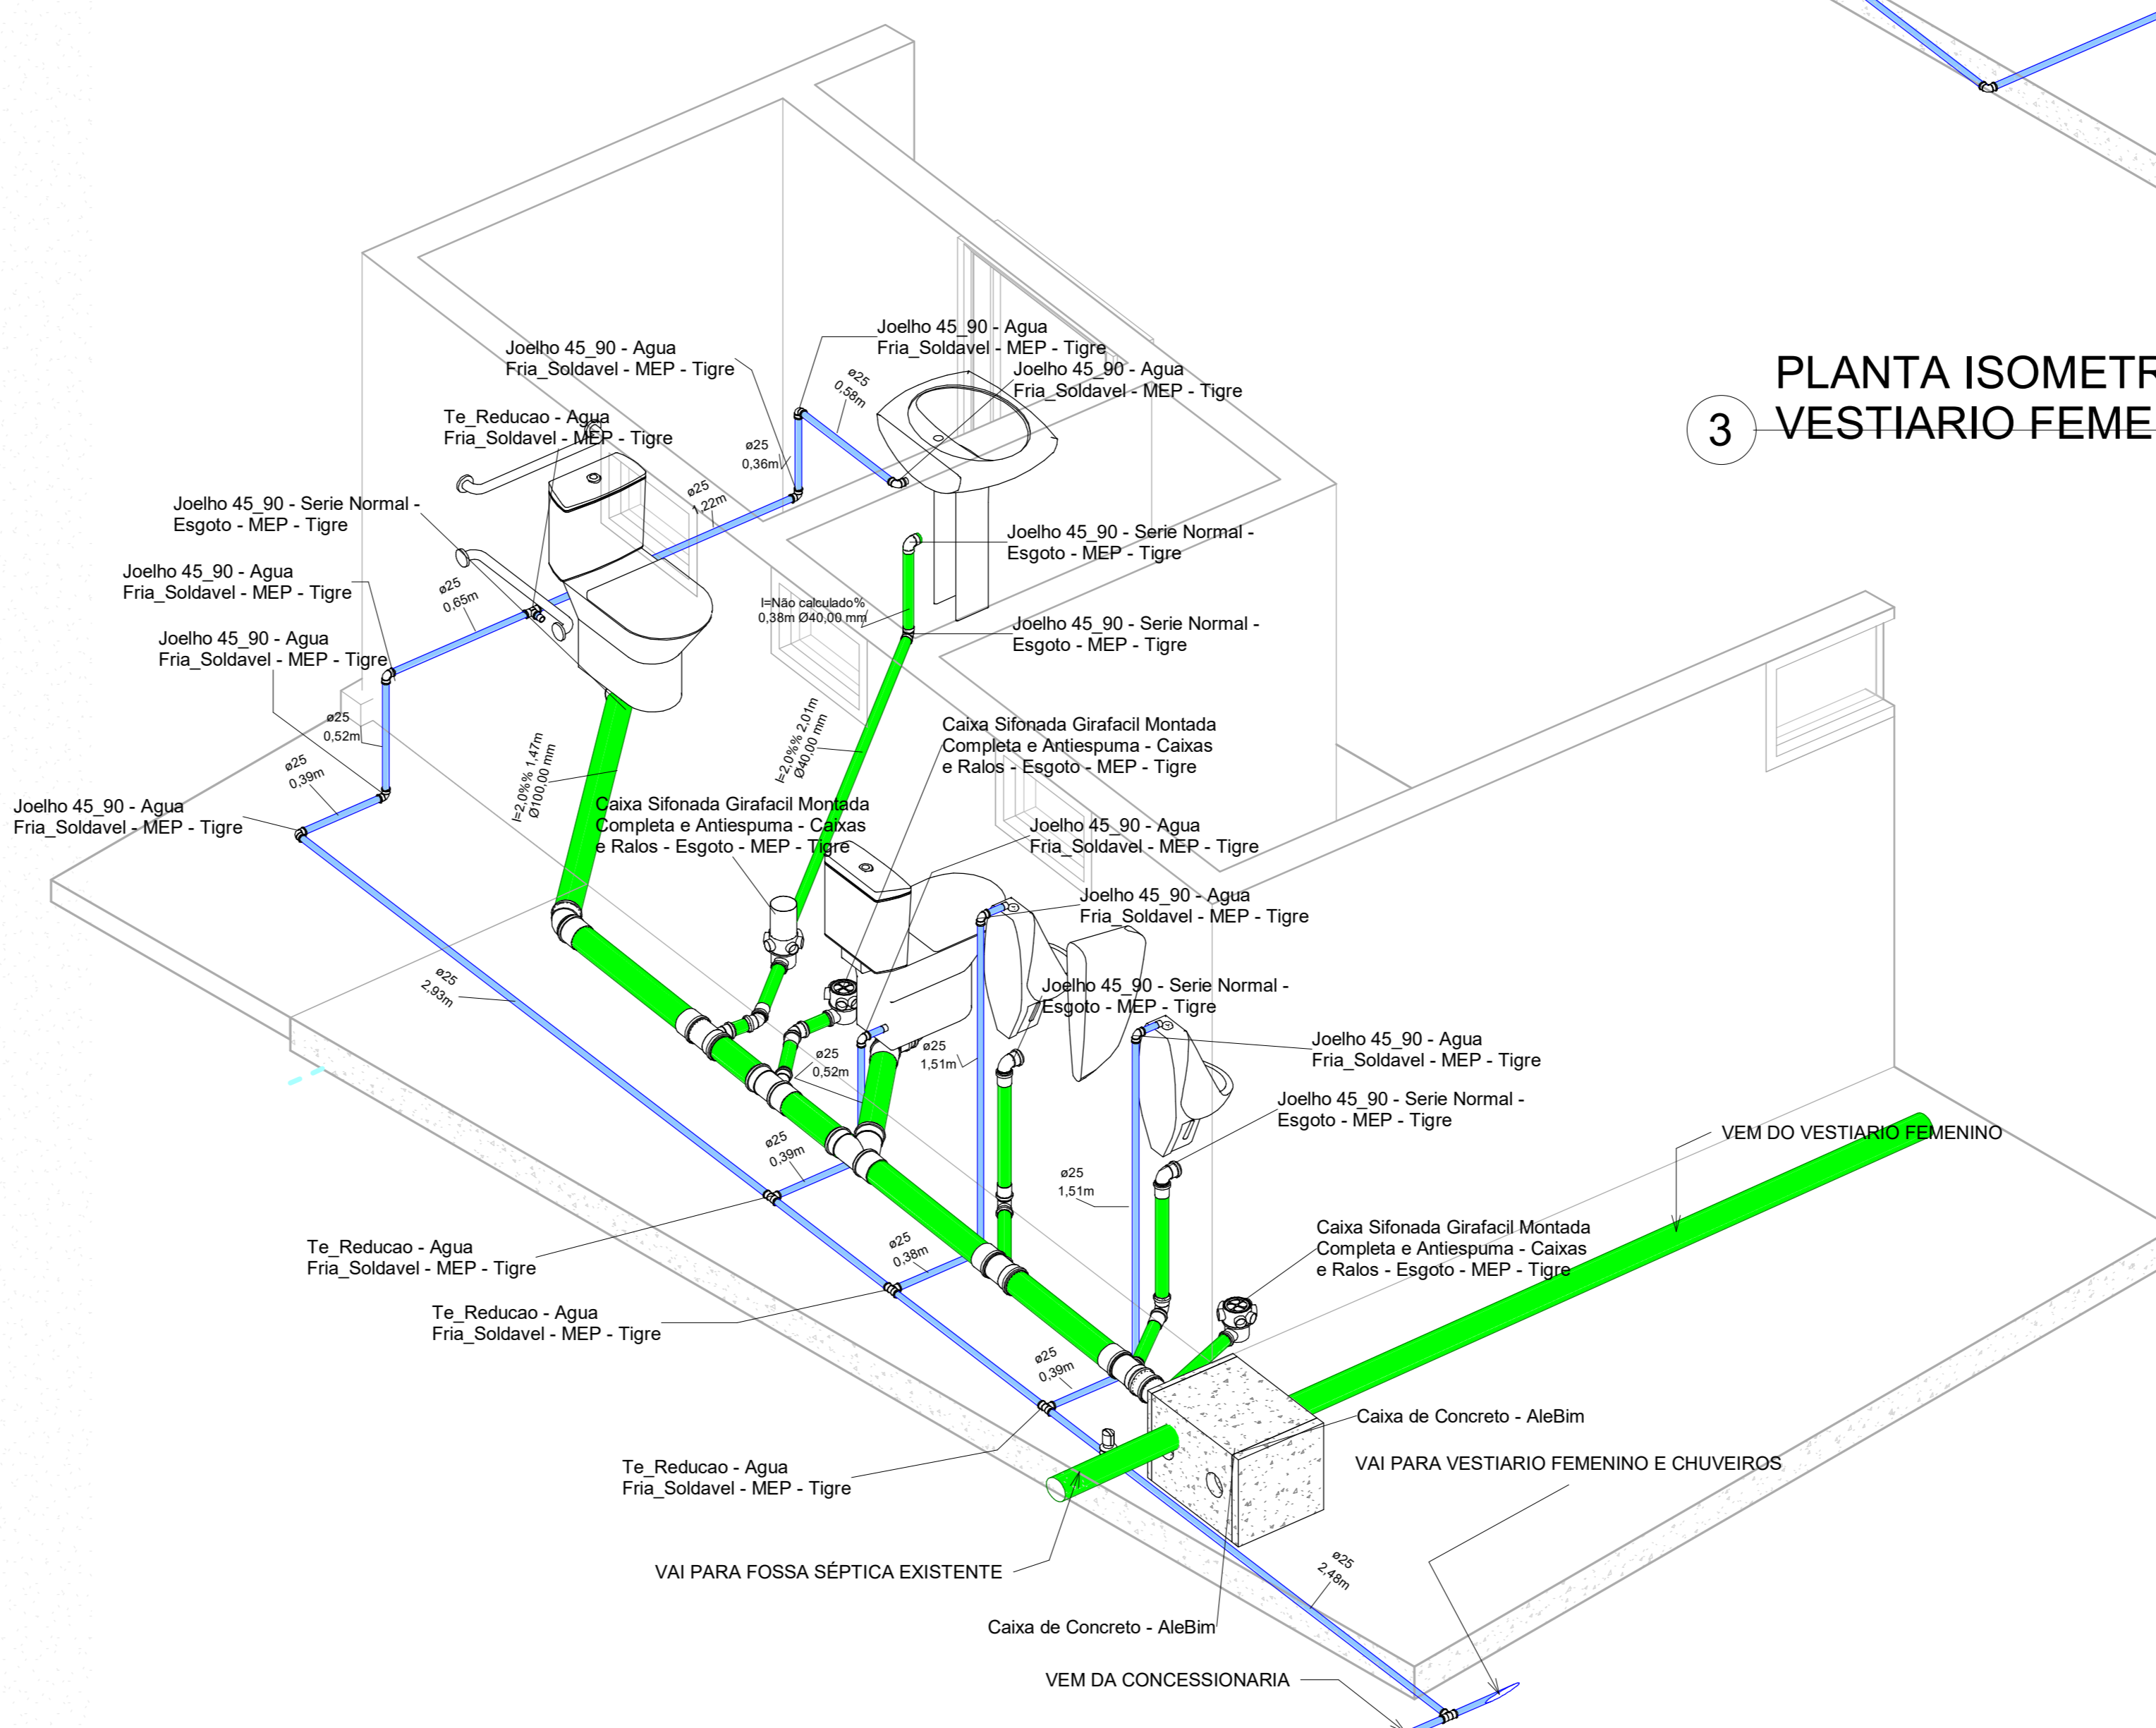 PLANTA ISOMETR
3
VESTIARIO FEME
Joelho 45_90 - Agua
Fria_Soldavel - MEP - Tigre
Joelho 45_90 - Agua
Fria_Soldavel - MEP - Tigre
Joelho 45_90 - Agua
Fria_Soldavel - MEP - Tigre
ø25
0,58m
Te_Reducao - Agua
Fria_Soldavel - MEP - Tigre
ø25
0,36m
ø25
1,22m
Joelho 45_90 - Serie Normal -
Esgoto - MEP - Tigre
Joelho 45_90 - Serie Normal -
Esgoto - MEP - Tigre
Joelho 45_90 - Agua
Fria_Soldavel - MEP - Tigre
ø25
0,65m
I=Não calculado%
0,38m Ø40,00 mm
Joelho 45_90 - Serie Normal -
Esgoto - MEP - Tigre
Joelho 45_90 - Agua
Fria_Soldavel - MEP - Tigre
ø25
0,52m
I=2,0%% 1,47m
Ø100,00 mm
I=2,0%% 2,01m
Ø40,00 mm
Caixa Sifonada Girafacil Montada
Completa e Antiespuma - Caixas
e Ralos - Esgoto - MEP - Tigre
ø25
0,39m
Joelho 45_90 - Agua
Fria_Soldavel - MEP - Tigre
Caixa Sifonada Girafacil Montada
Completa e Antiespuma - Caixas
e Ralos - Esgoto - MEP - Tigre
Joelho 45_90 - Agua
Fria_Soldavel - MEP - Tigre
Joelho 45_90 - Agua
Fria_Soldavel - MEP - Tigre
ø25
2,93m
Joelho 45_90 - Serie Normal -
Esgoto - MEP - Tigre
ø25
0,52m
ø25
1,51m
Joelho 45_90 - Agua
Fria_Soldavel - MEP - Tigre
Joelho 45_90 - Serie Normal -
Esgoto - MEP - Tigre
VEM DO VESTIARIO FEMENINO
ø25
0,39m
ø25
1,51m
Te_Reducao - Agua
Fria_Soldavel - MEP - Tigre
ø25
0,38m
Caixa Sifonada Girafacil Montada
Completa e Antiespuma - Caixas
e Ralos - Esgoto - MEP - Tigre
Te_Reducao - Agua
Fria_Soldavel - MEP - Tigre
ø25
0,39m
Caixa de Concreto - AleBim
Te_Reducao - Agua
Fria_Soldavel - MEP - Tigre
VAI PARA VESTIARIO FEMENINO E CHUVEIROS
VAI PARA FOSSA SÉPTICA EXISTENTE
ø25
2,48m
Caixa de Concreto - AleBim
VEM DA CONCESSIONARIA